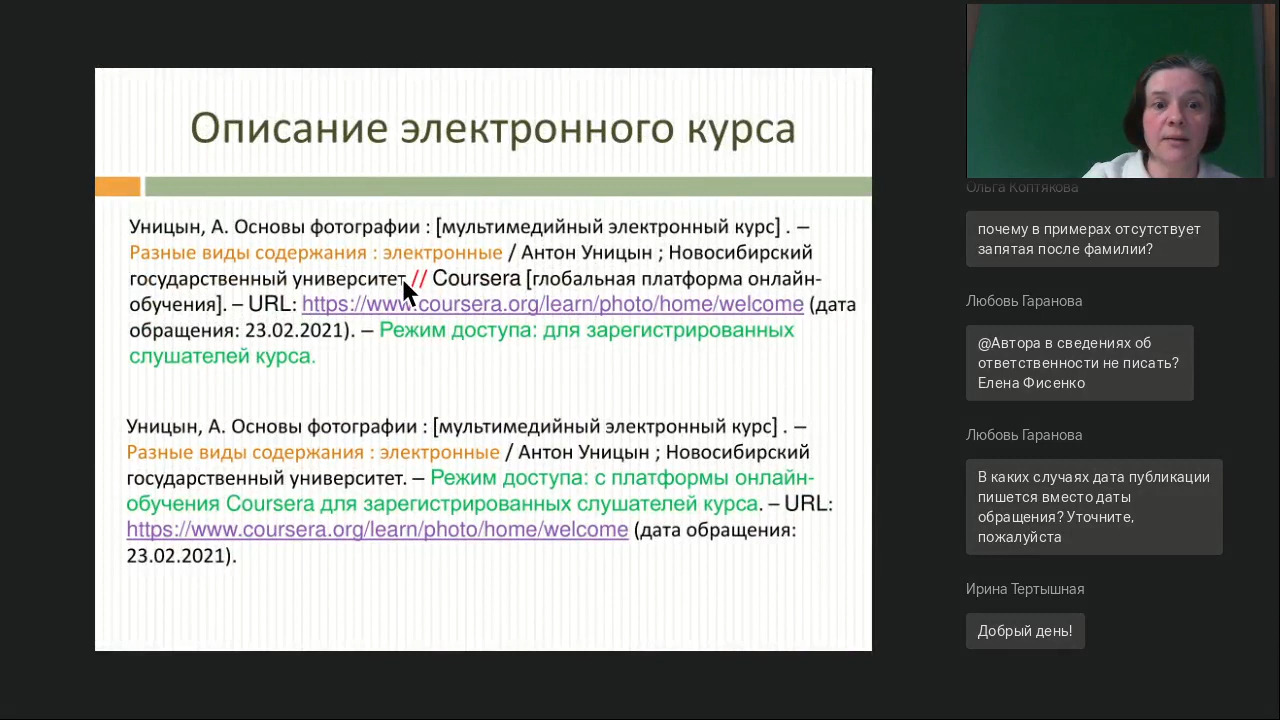 Описание электронного курса
Уницын, А. Основы фотографии : [мультимедийный электронный курс] . –
Разные виды содержания : электронные / Антон Уницын ; Новосибирский
государственный университет // Coursera [глобальная платформа онлайн-
обучения]. – URL: https://www.coursera.org/learn/photo/home/welcome (дата
обращения: 23.02.2021). – Режим доступа: для зарегистрированных
слушателей курса.
Уницын, А. Основы фотографии : [мультимедийный электронный курс] . –
Разные виды содержания : электронные / Антон Уницын ; Новосибирский
государственный университет. – Режим доступа: с платформы онлайн-
обучения Coursera для зарегистрированных слушателей курса. – URL:
https://www.coursera.org/learn/photo/home/welcome (дата обращения:
23.02.2021).
Ольга Коптякова
почему в примерах отсутствует
запятая после фамилии?
Любовь Гаранова
@Автора в сведениях об
ответственности не писать?
Елена Фисенко
Любовь Гаранова
В каких случаях дата публикации
пишется вместо даты
обращения? Уточните,
пожалуйста
Ирина Тертышная
Добрый день!